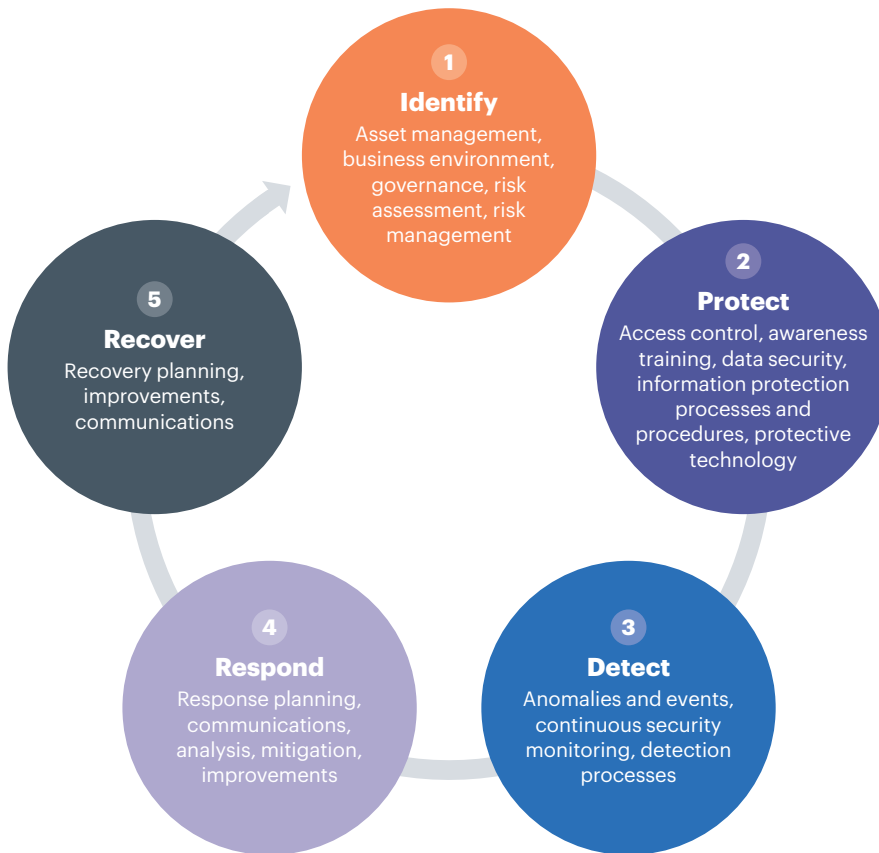 1
Identify
Asset management,
business environment,
governance, risk
assessment, risk
management
2
Protect
Access control, awareness
training, data security,
information protection
processes and
procedures, protective
technology
3
Detect
Anomalies and events,
continuous security
monitoring, detection
processes
4
Respond
Response planning,
communications,
analysis, mitigation,
improvements
5
Recover
Recovery planning,
improvements,
communications